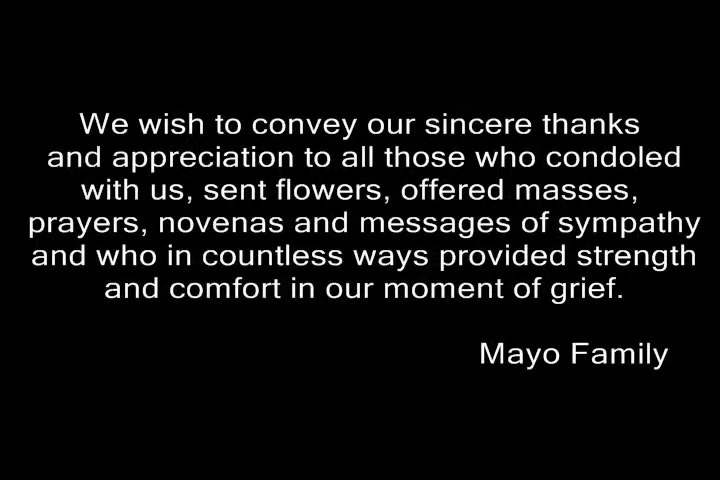 We wish to convey our sincere thanks
and appreciation to all those who condoled
with us, sent flowers, offered masses,
prayers, novenas and messages of sympathy
and who in countless ways provided strength
and comfort in our moment of grief.
Mayo Family